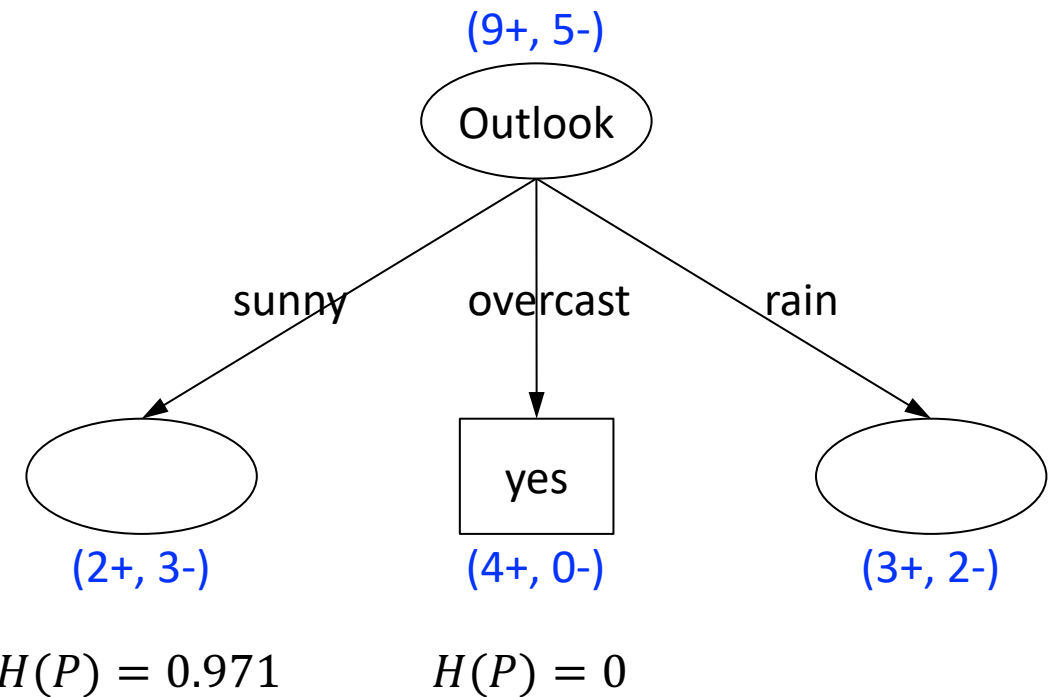 (9+, 5-)
Outlook
sunny overcast rain
yes
(2+, 3-) (4+, 0-) (3+, 2-)
H(P) = 0.971 H(P) = 0